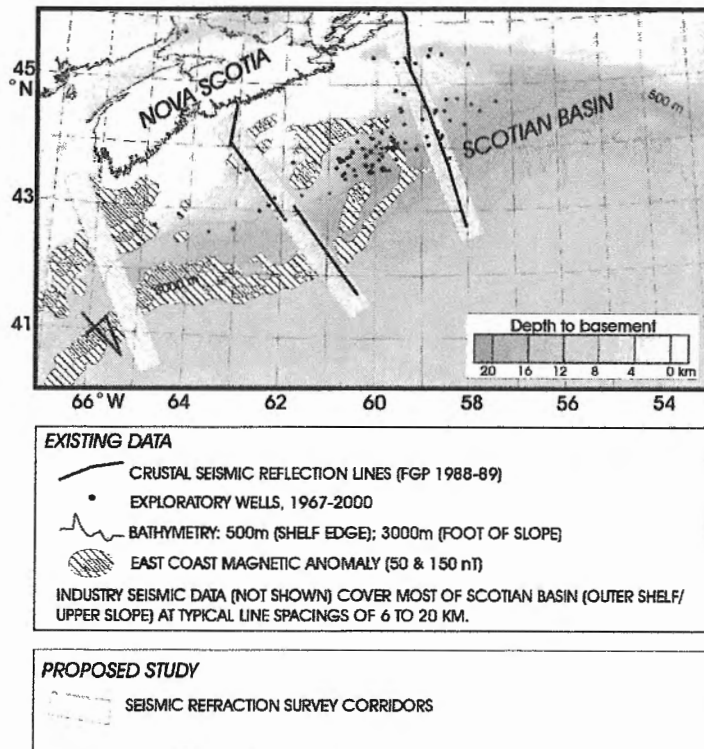 45
°N
43
41
NOVA SCOTIA
SCOTIAN BASIN
500 m
3000 m
Depth to basement
20 16 12 8 4 0 km
66°W 64 62 60 58 56 54
EXISTING DATA
CRUSTAL SEISMIC REFLECTION LINES (FGP 1988-89)
EXPLORATORY WELLS, 1967-2000
BATHYMETRY: 500m (SHELF EDGE); 3000m (FOOT OF SLOPE)
EAST COAST MAGNETIC ANOMALY (50 & 150 nT)
INDUSTRY SEISMIC DATA (NOT SHOWN) COVER MOST OF SCOTIAN BASIN (OUTER SHELF/
UPPER SLOPE) AT TYPICAL LINE SPACINGS OF 6 TO 20 KM.
PROPOSED STUDY
SEISMIC REFRACTION SURVEY CORRIDORS